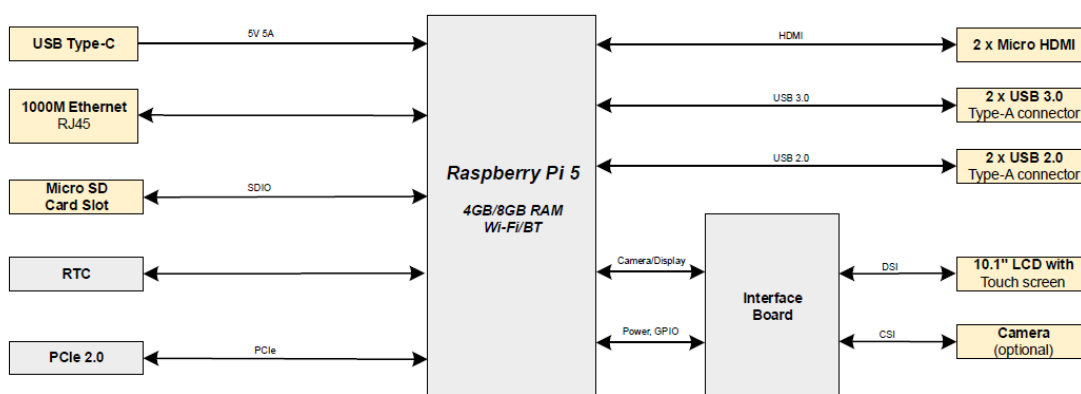 USB Type-C
5V 5A
HDMI
2 x Micro HDMI
1000M Ethernet
RJ45
USB 3.0
2 x USB 3.0
Type-A connector
USB 2.0
2 x USB 2.0
Type-A connector
Raspberry Pi 5
4GB/8GB RAM
Wi-Fi/BT
Micro SD
Card Slot
SDIO
RTC
Camera/Display
Interface
Board
DSI
10.1" LCD with
Touch screen
PCIe 2.0
PCIe
Power, GPIO
CSI
Camera
(optional)